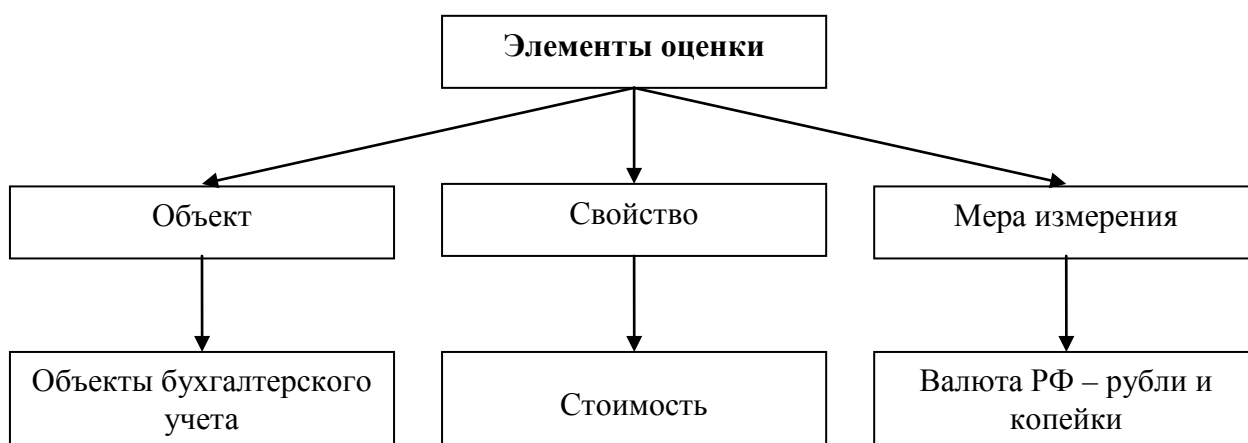 Элементы оценки
Объект
Свойство
Мера измерения
Объекты бухгалтерского
учета
Стоимость
Валюта РФ – рубли и
копейки